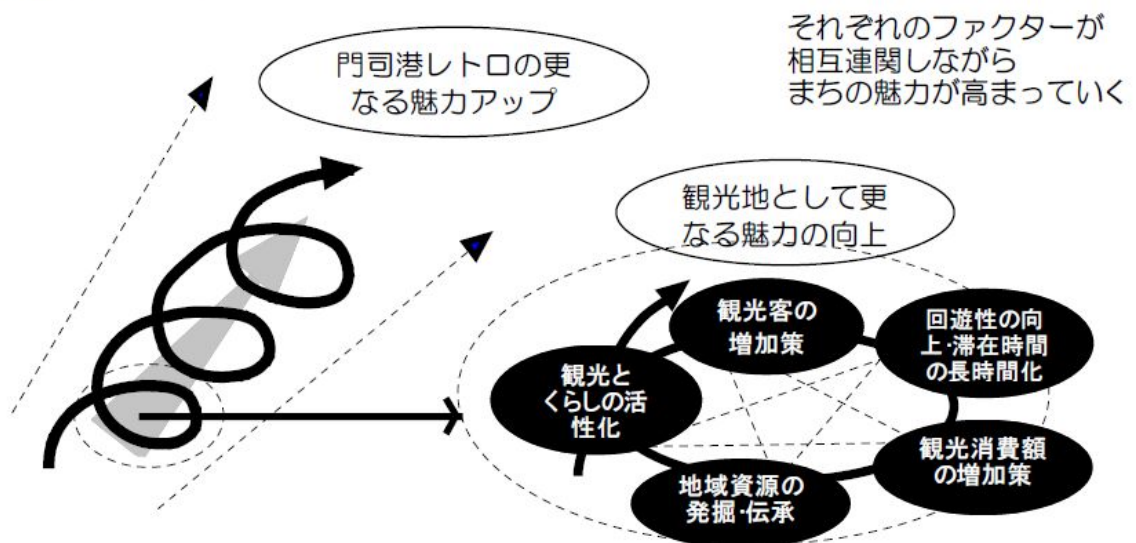 それぞれのファクターが
相互連関しながら
まちの魅力が高まっていく
門司港レトロの更
なる魅力アップ
観光地として更
なる魅力の向上
観光客の
増加策
回遊性の向
上・滞在時間
の長時間化
観光と
くらしの活
性化
観光消費額
の増加策
地域資源の
発掘・伝承